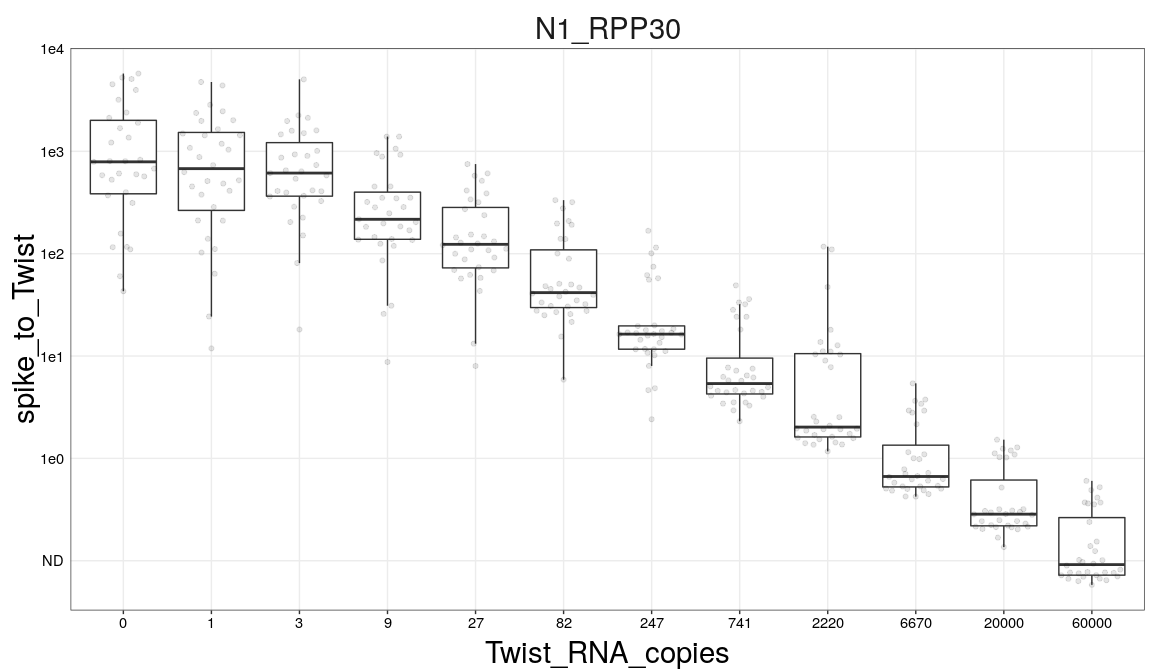 N1_RPP30
spike_to_Twist
1e4
1e3
1e2
1e1
1e0
ND
0 1 3 9 27 82 247 741 2220 6670 20000 60000
Twist_RNA_copies